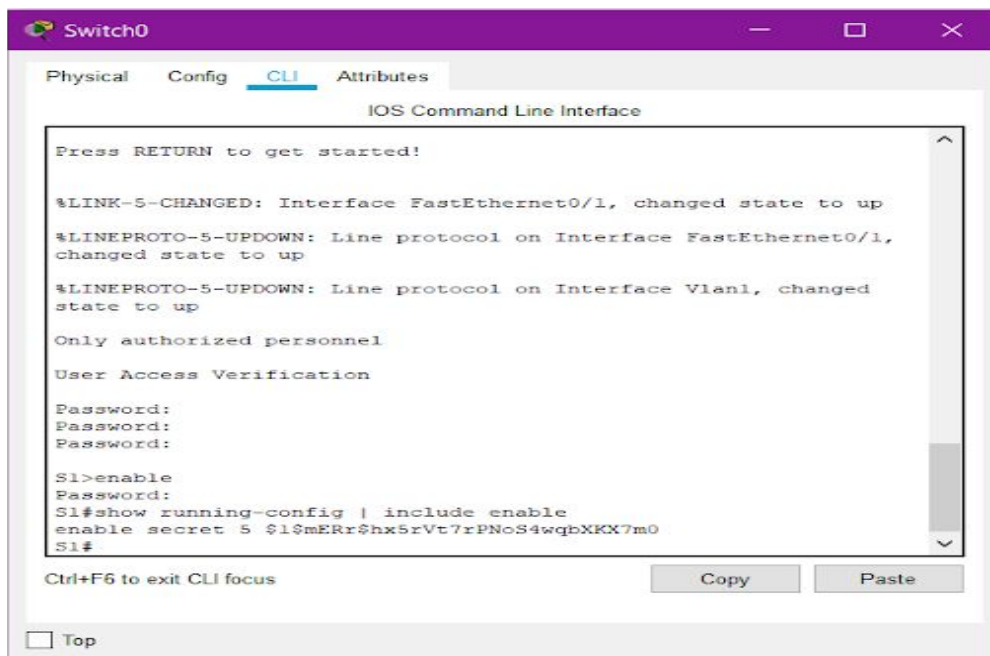 Switch0
Physical Config CLI Attributes
IOS Command Line Interface
Press RETURN to get started!
%LINK-5-CHANGED: Interface FastEthernet0/1, changed state to up
%LINEPROTO-5-UPDOWN: Line protocol on Interface FastEthernet0/1,
changed state to up
%LINEPROTO-5-UPDOWN: Line protocol on Interface Vlan1, changed
state to up
Only authorized personnel
User Access Verification
Password:
Password:
Password:
S1>enable
Password:
S1#show running-config | include enable
enable secret 5 $1$mERr$hx5rVt7rPNoS4wqbXKX7m0
S1#
Ctrl+F6 to exit CLI focus
Copy Paste
Top